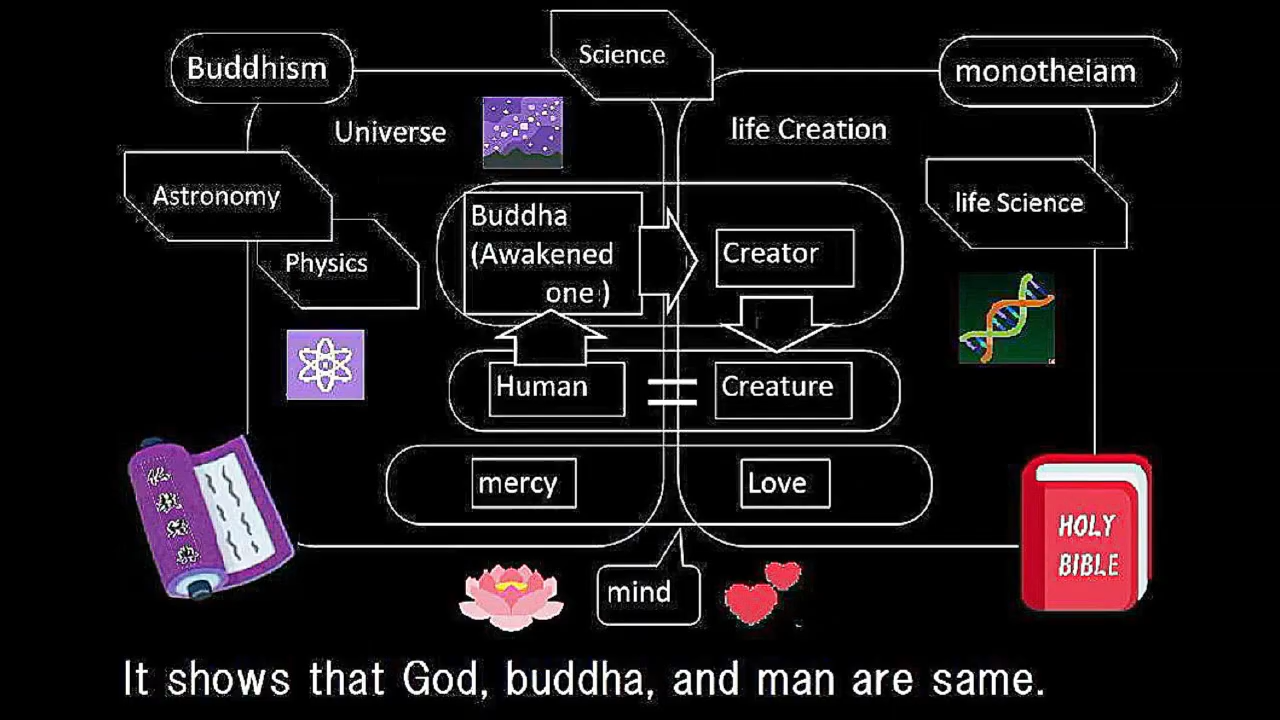 Science
Buddhism
monotheiam
Universe
life Creation
Astronomy
life Science
Physics
Buddha
(Awakened
one )
Creator
Human
Creature
mercy
Love
HOLY
BIBLE
mind
It shows that God, buddha, and man are same.